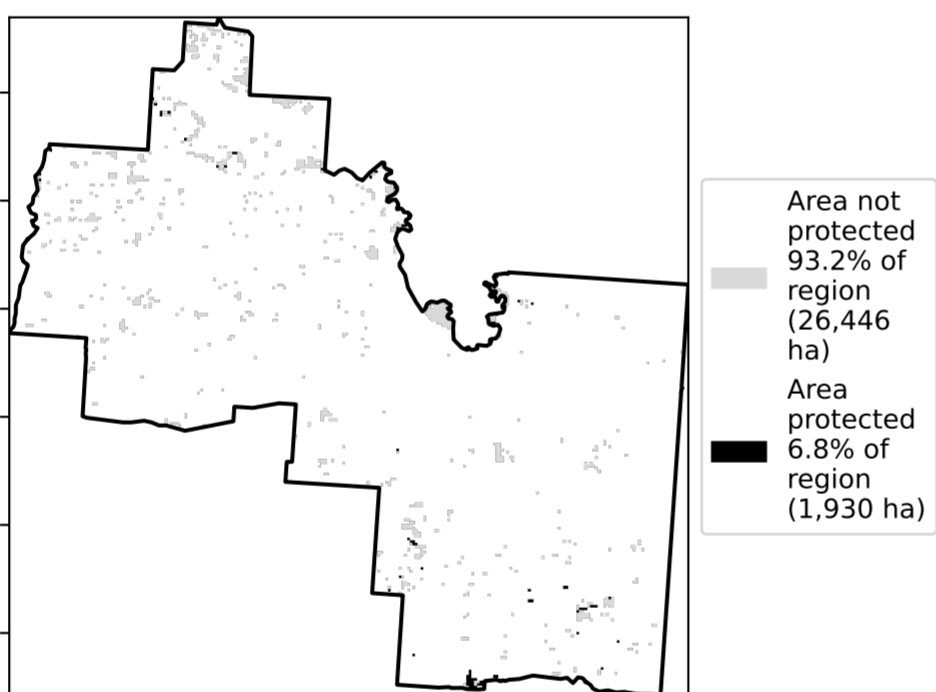 Area not
protected
93.2% of
region
(26,446
ha)
Area
protected
6.8% of
region
(1,930 ha)